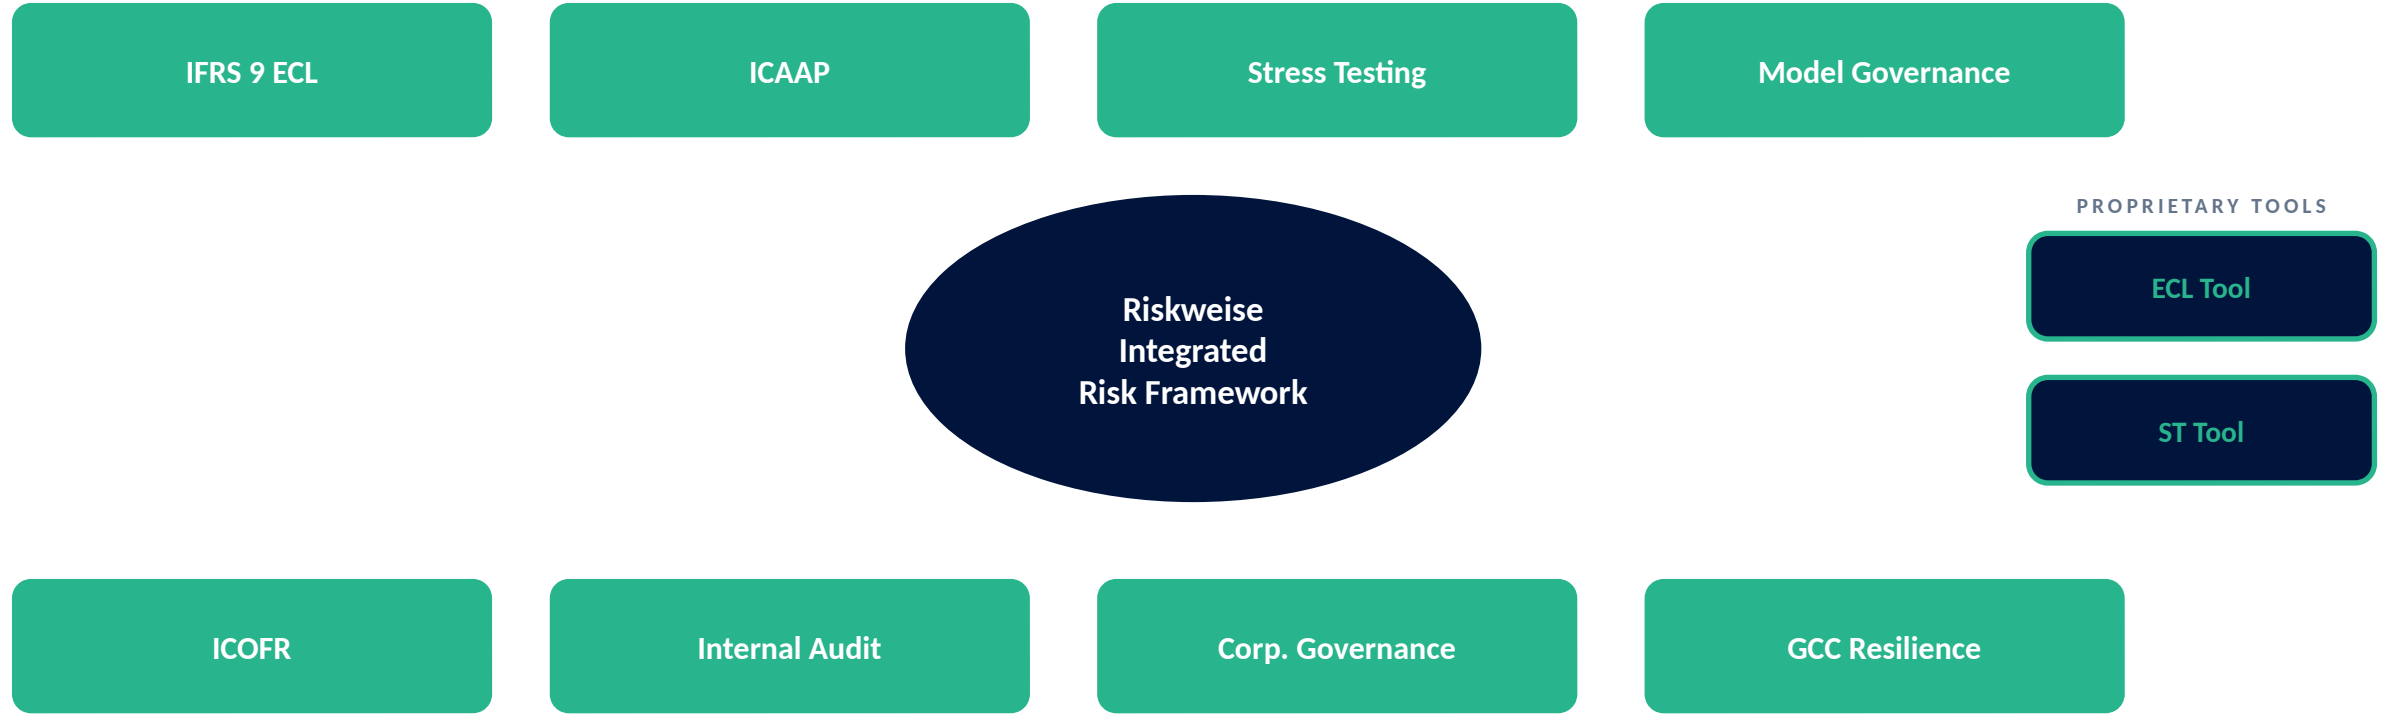 IFRS 9 ECL
ICAAP
Stress Testing
Model Governance
PROPRIETARY TOOLS
ECL Tool
Riskweise
Integrated
Risk Framework
ST Tool
ICOFR
Internal Audit
Corp. Governance
GCC Resilience